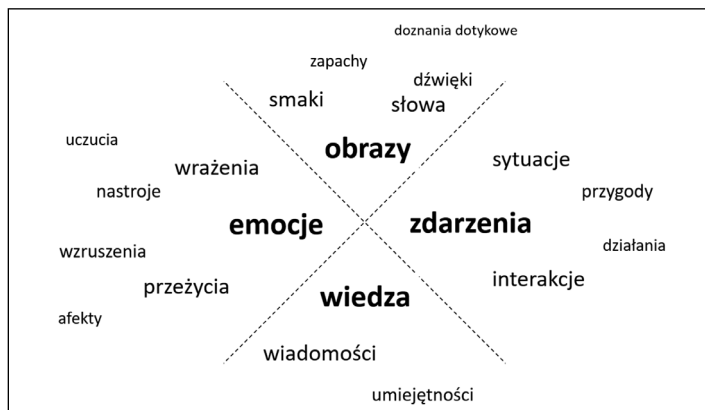 doznania dotykowe
zapachy
dźwięki
smaki
słowa
obrazy
uczucia
wrażenia
nastroje
emocje
wzruszenia
przeżycia
afekty
sytuacje
przygody
zdarzenia
działania
interakcje
wiedza
wiadomości
umiejętności